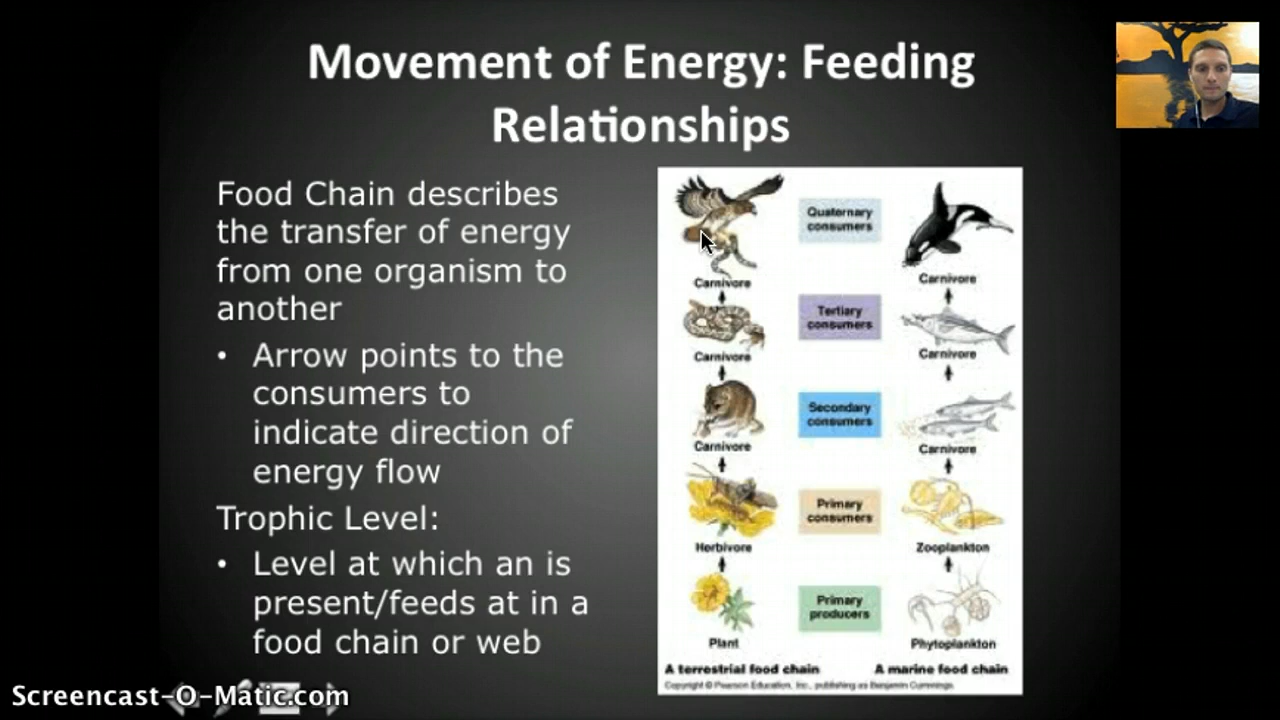 Movement of Energy: Feeding
Relationships
Food Chain describes
the transfer of energy
from one organism to
another
• Arrow points to the
consumers to
indicate direction of
energy flow
Trophic Level:
• Level at which an is
present/feeds at in a
food chain or web
Quaternary
consumers
Carnivore
Carnivore
Tertiary
consumers
Carnivore
Carnivore
Secondary
consumers
Carnivore
Carnivore
Primary
consumers
Herbivore
Zooplankton
Primary
producers
Plant
Phytoplankton
A terrestrial food chain
A marine food chain
Copyright © Pearson Education, Inc., publishing as Benjamin Cummings.
Screencast-O-Matic.com